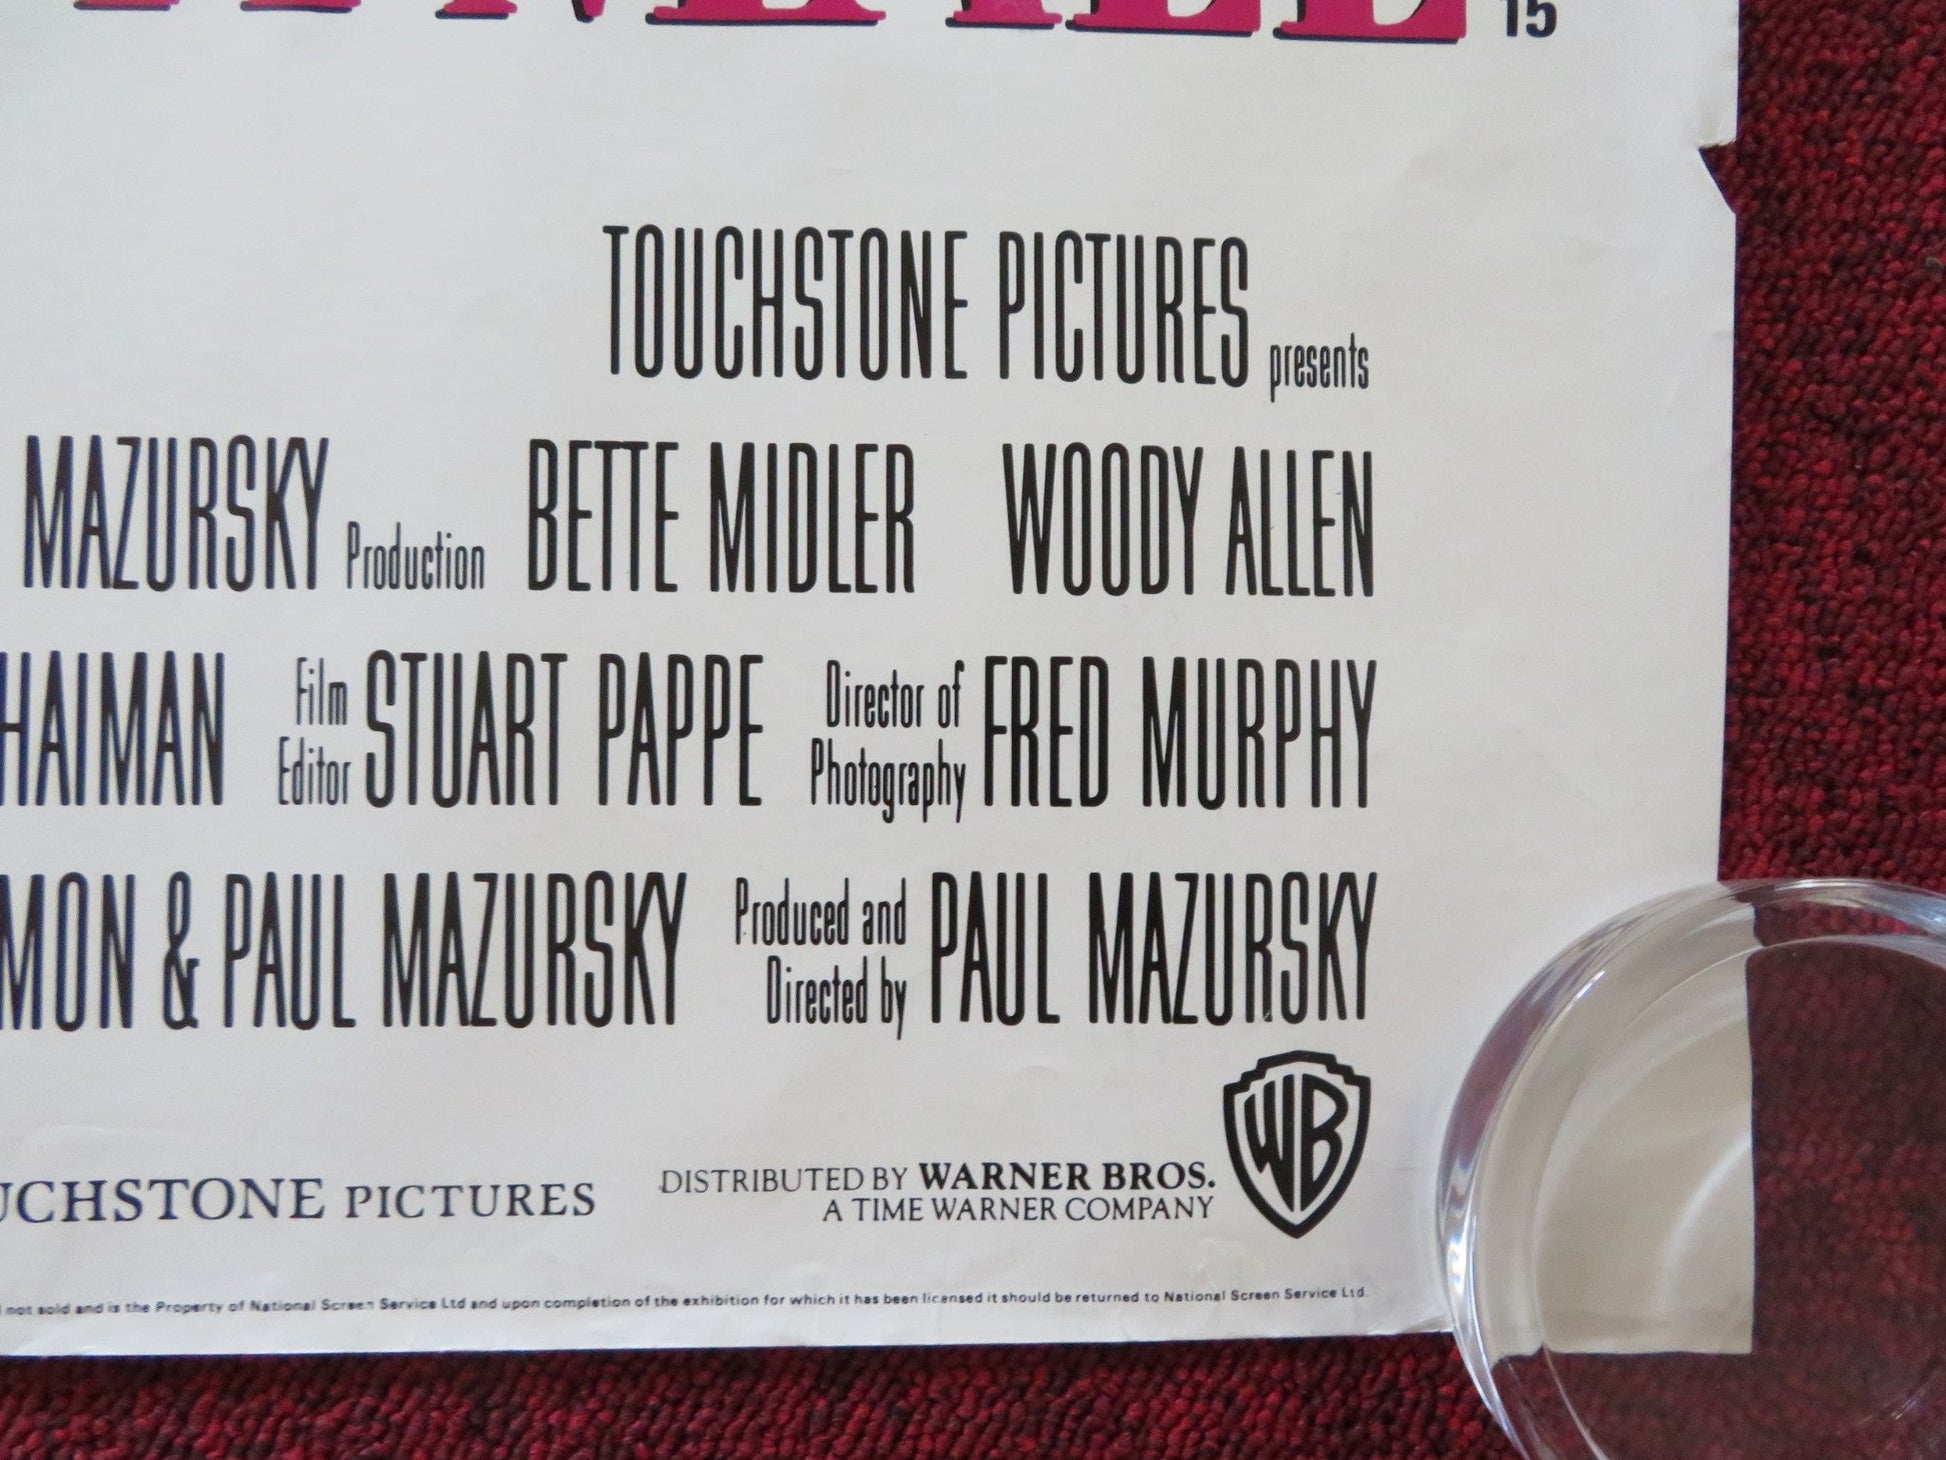 15
TOUCHSTONE PICTURES presents
MAZURSKY Production BETTE MIDLER WOODY ALLEN
HAIMAN Film Editor STUART PAPPE Director of Photography FRED MURPHY
MON & PAUL MAZURSKY Produced and Directed by PAUL MAZURSKY
UCHSTONE PICTURES
DISTRIBUTED BY WARNER BROS.
A TIME WARNER COMPANY
WB
not sold and is the Property of National Screen Service Ltd and upon completion of the exhibition for which it has been licensed it should be returned to National Screen Service Ltd.